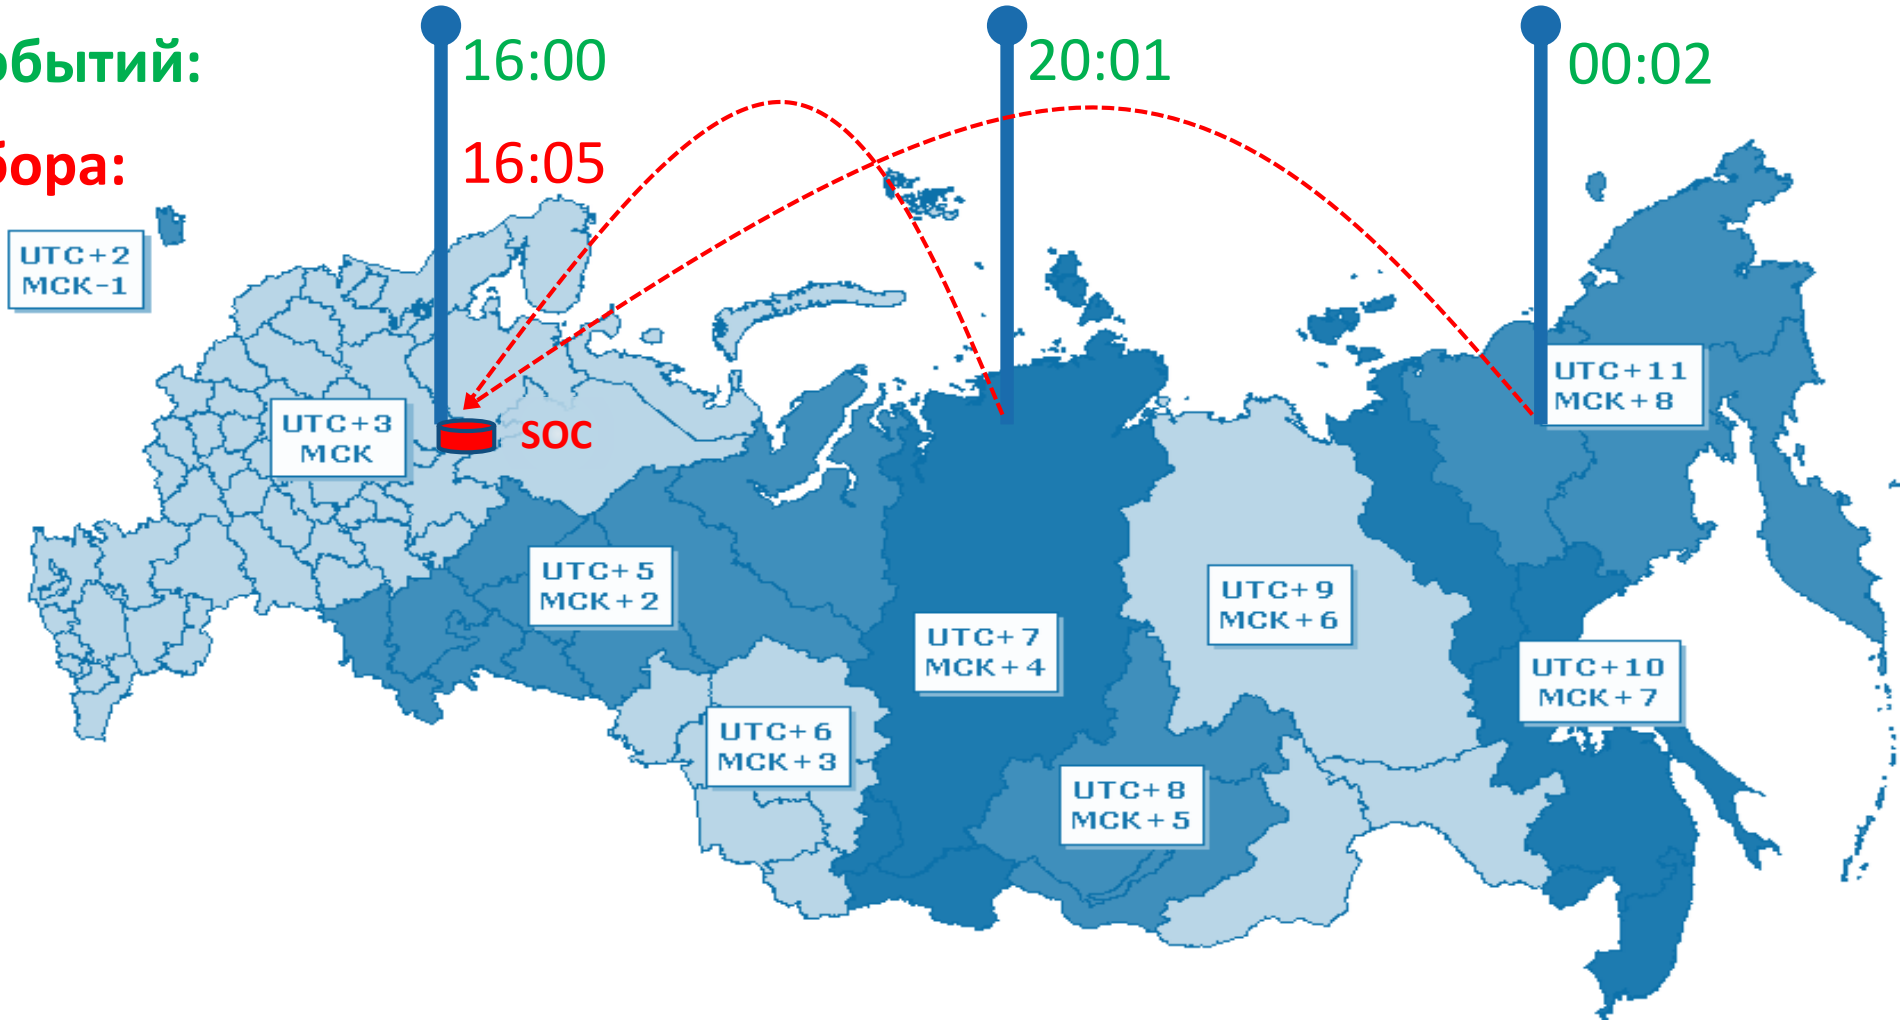 обытий:
16:00
20:01
00:02
бора:
16:05
UTC+2
МСК-1
UTC+11
МСК+8
UTC+3
МСК
SOC
UTC+5
МСК+2
UTC+9
МСК+6
UTC+7
МСК+4
UTC+10
МСК+7
UTC+6
МСК+3
UTC+8
МСК+5